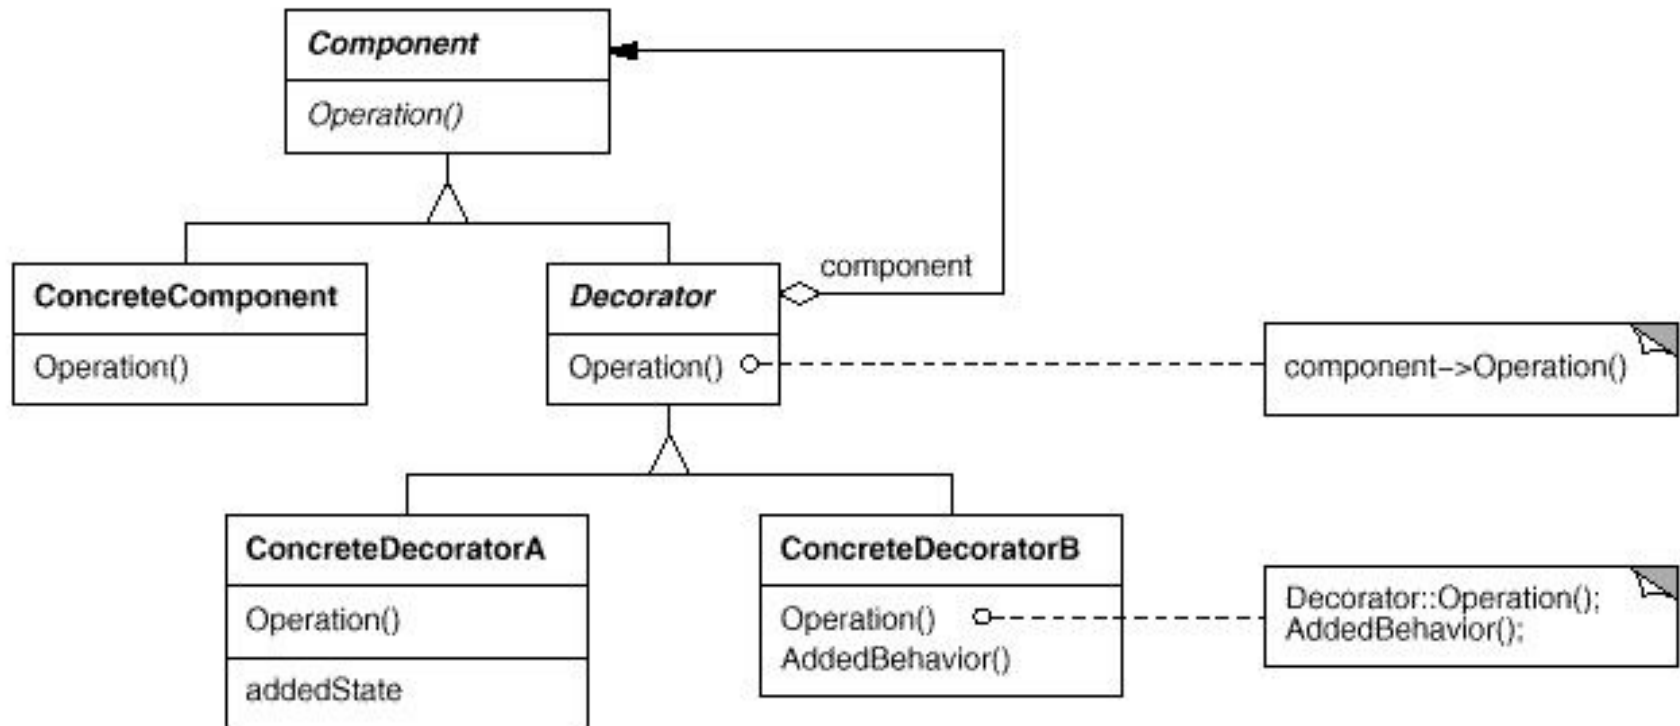 Component
Operation()
component
ConcreteComponent
Operation()
Decorator
Operation()
component–>Operation()
ConcreteDecoratorA
Operation()
addedState
ConcreteDecoratorB
Operation()
AddedBehavior()
Decorator::Operation();
AddedBehavior();